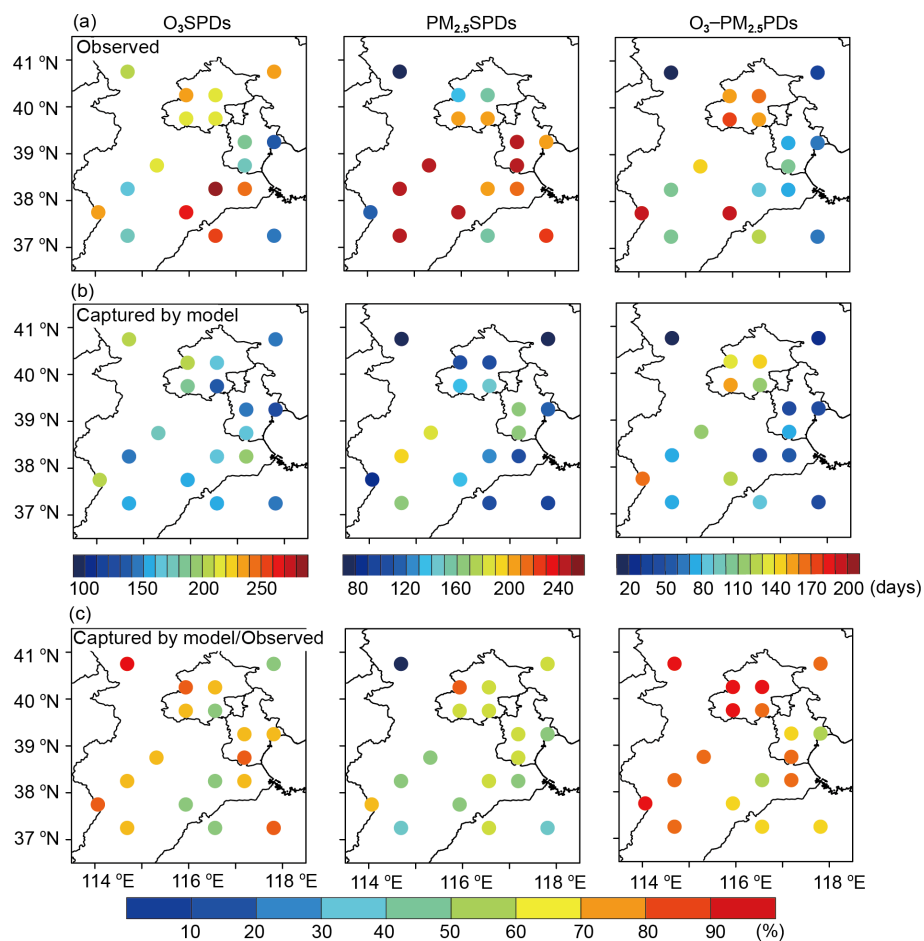 (a) O₃SPDs PM₂.₅SPDs O₃−PM₂.₅PDs
Observed
41 °N
40 °N
39 °N
38 °N
37 °N
(b)
Captured by model
41 °N
40 °N
39 °N
38 °N
37 °N
100 150 200 250 80 120 160 200 240 20 50 80 110 140 170 200 (days)
(c)
Captured by model/Observed
41 °N
40 °N
39 °N
38 °N
37 °N
114 °E 116 °E 118 °E 114 °E 116 °E 118 °E 114 °E 116 °E 118 °E
10 20 30 40 50 60 70 80 90 (%)